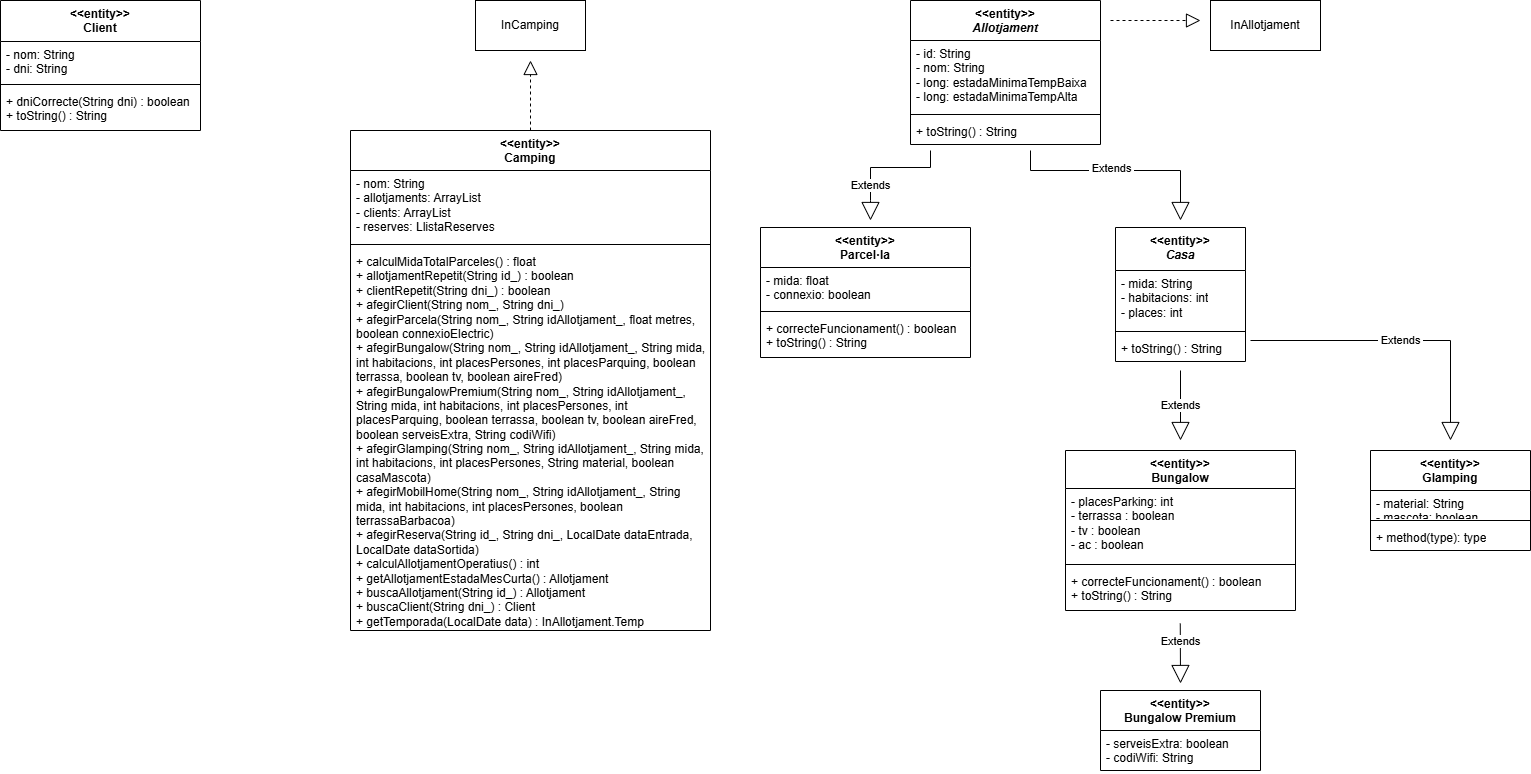 <<entity>>
Client
- nom: String
- dni: String
+ dniCorrecte(String dni) : boolean
+ toString() : String
InCamping
<<entity>>
Camping
- nom: String
- allotjaments: ArrayList
- clients: ArrayList
- reserves: LlistaReserves
+ calculMidaTotalParceles() : float
+ allotjamentRepetit(String id_) : boolean
+ clientRepetit(String dni_) : boolean
+ afegirClient(String nom_, String dni_)
+ afegirParcela(String nom_, String idAllotjament_, float metres,
boolean connexioElectric)
+ afegirBungalow(String nom_, String idAllotjament_, String mida,
int habitacions, int placesPersones, int placesParquing, boolean
terrassa, boolean tv, boolean aireFred)
+ afegirBungalowPremium(String nom_, String idAllotjament_,
String mida, int habitacions, int placesPersones, int
placesParquing, boolean terrassa, boolean tv, boolean aireFred,
boolean serveisExtra, String codiWifi)
+ afegirGlamping(String nom_, String idAllotjament_, String mida,
int habitacions, int placesPersones, String material, boolean
casaMascota)
+ afegirMobilHome(String nom_, String idAllotjament_, String
mida, int habitacions, int placesPersones, boolean
terrassaBarbacoa)
+ afegirReserva(String id_, String dni_, LocalDate dataEntrada,
LocalDate dataSortida)
+ calculAllotjamentOperatius() : int
+ getAllotjamentEstadaMesCurta() : Allotjament
+ buscaAllotjament(String id_) : Allotjament
+ buscaClient(String dni_) : Client
+ getTemporada(LocalDate data) : InAllotjament.Temp
<<entity>>
Allotjament
- id: String
- nom: String
- long: estadaMinimaTempBaixa
- long: estadaMinimaTempAlta
+ toString() : String
InAllotjament
Extends
Extends
<<entity>>
Parcel·la
- mida: float
- connexio: boolean
+ correcteFuncionament() : boolean
+ toString() : String
<<entity>>
Casa
- mida: String
- habitacions: int
- places: int
+ toString() : String
Extends
Extends
<<entity>>
Bungalow
- placesParking: int
- terrassa : boolean
- tv : boolean
- ac : boolean
+ correcteFuncionament() : boolean
+ toString() : String
<<entity>>
Glamping
- material: String
- mascota: boolean
+ method(type): type
Extends
<<entity>>
Bungalow Premium
- serveisExtra: boolean
- codiWifi: String